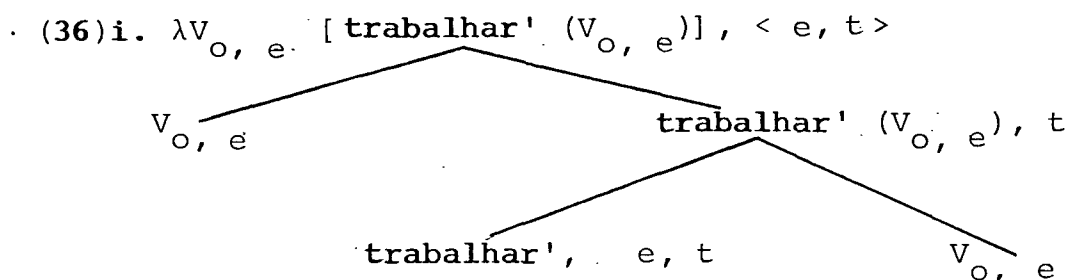 (36)i. λV o, e [trabalhar' (V o, e)], < e, t >
V o, e
trabalhar' (V o, e), t
trabalhar', e, t
V o, e